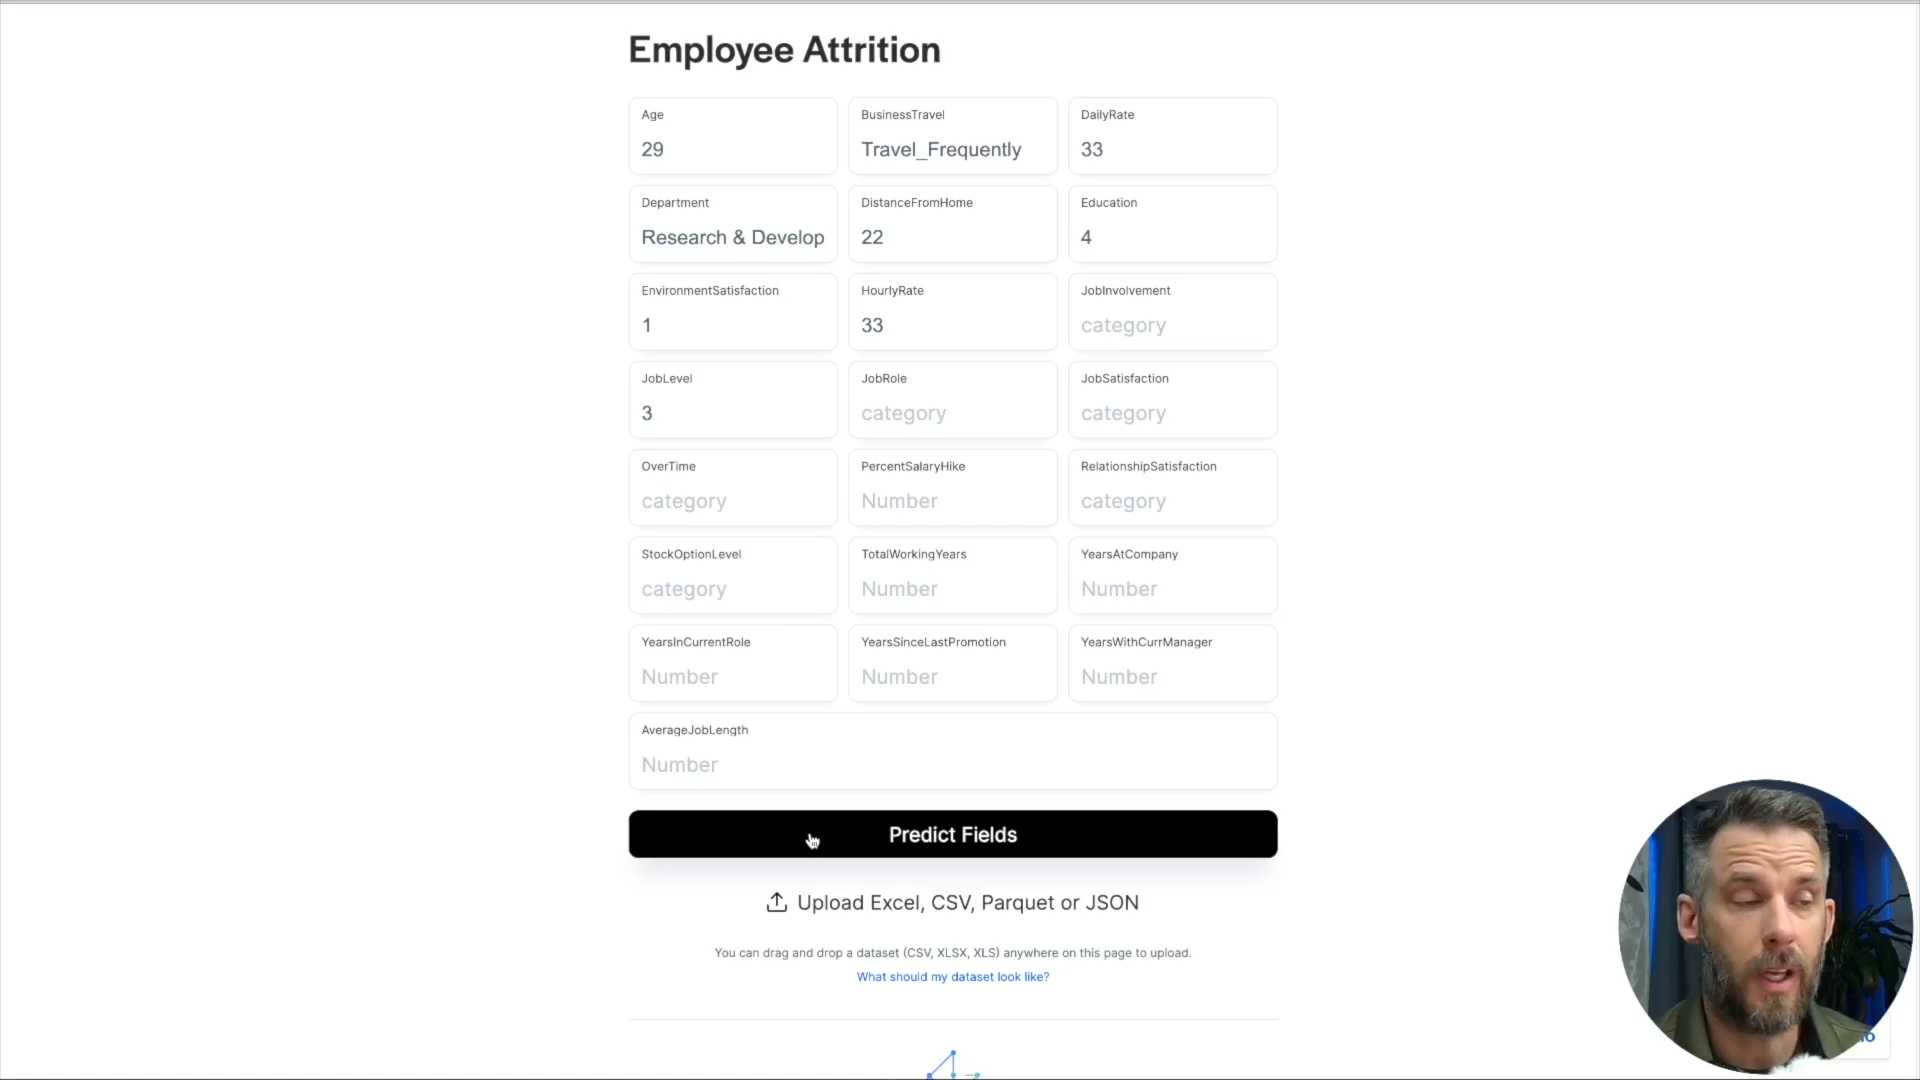 Employee Attrition
Age
BusinessTravel
DailyRate
29
Travel_Frequently
33
Department
DistanceFromHome
Education
Research & Develop
22
4
EnvironmentSatisfaction
HourlyRate
JobInvolvement
1
33
category
JobLevel
JobRole
JobSatisfaction
3
category
category
OverTime
PercentSalaryHike
RelationshipSatisfaction
category
Number
category
StockOptionLevel
TotalWorkingYears
YearsAtCompany
category
Number
Number
YearsInCurrentRole
YearsSinceLastPromotion
YearsWithCurrManager
Number
Number
Number
AverageJobLength
Number
Predict Fields
Upload Excel, CSV, Parquet or JSON
You can drag and drop a dataset (CSV, XLSX, XLS) anywhere on this page to upload.
What should my dataset look like?